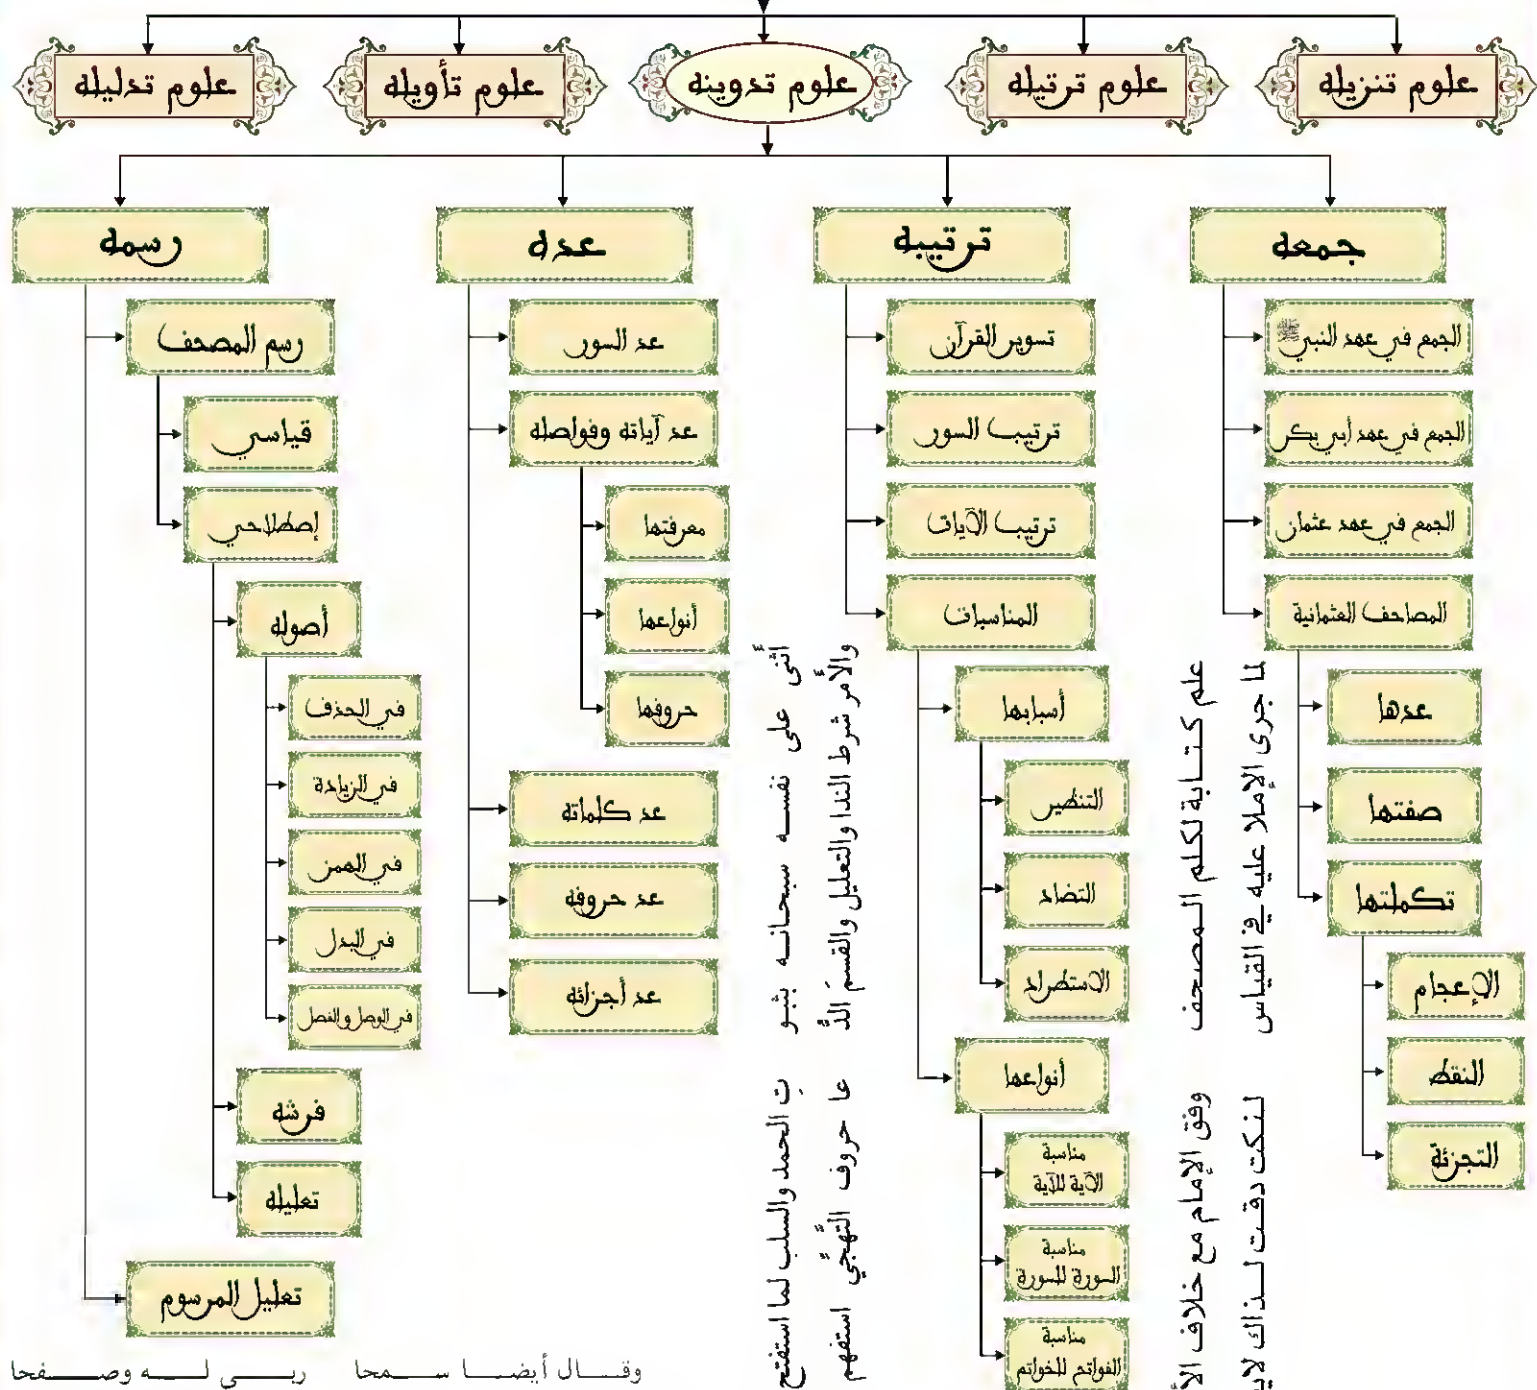 علوم تنزيله
علوم ترتيله
علوم تدوينه
علوم تأويله
علوم تدليله
جمعه
الجمع في عهد النبي ﷺ
الجمع في عهد أبي بكر
الجمع في عهد عثمان
المصاحف العثمانية
عدها
صفتها
تكملتها
الإعجام
النقط
التجزئة
ترتيبه
تسوير القرآن
ترتيب السور
ترتيب الآيات
المناسبات
أسبابها
التنظير
التضاد
الاستطراد
أنواعها
مناسبة
الآية للآية
مناسبة
السورة للسورة
مناسبة
الفواتح للخواتم
عده
عد السور
عد آياته وفواصله
معرفتها
أنواعها
حروفها
عد كلماته
عد حروفه
عد أجزائه
رسمه
رسم المصحف
قياسي
إصطلاحي
أصوله
في الحذف
في الزيادة
في الهمز
في البدل
في الوصل والفصل
فرشه
تعليله
تعليل المرسوم
علم كتابة لكلم المصحف
وفق الإمام مع خلاف
لما جرى الإملا عليه في القياس
لنكت دقت لذاك
أثنى على نفسه سبحانه بثبو
ت الحمد والسلب لما استفتح
والأمر شرط الندا والتعليل والقسم الد
عا حروف التهجي استفهم
وقال أيضا سمحا ربي له وصفحا